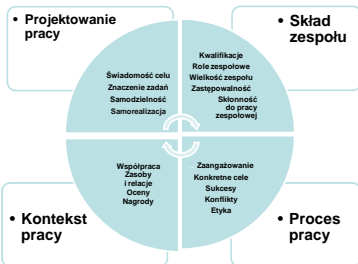 • Projektowanie
pracy
• Skład
zespołu
Świadomość celu
Znaczenie zadań
Samodzielność
Samorealizacja
Kwalifikacje
Role zespołowe
Wielkość zespołu
Zastępowalność
Skłonność
do pracy
zespołowej
Współpraca
Zasoby
i relacje
Oceny
Nagrody
Zaangażowanie
Konkretne cele
Sukcesy
Konflikty
Etyka
• Kontekst
pracy
• Proces
pracy